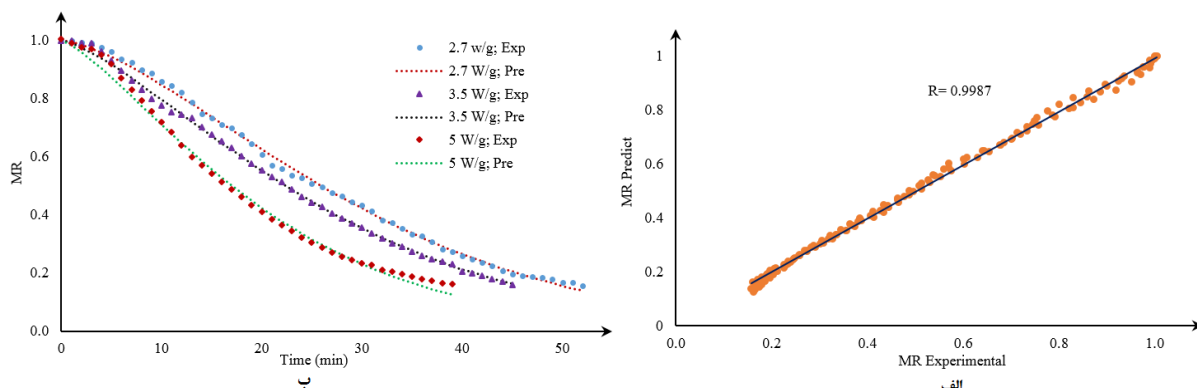 1.0
0.8
0.6
0.4
0.2
0.0
MR
0
10
20
30
40
50
Time (min)
2.7 w/g; Exp
2.7 W/g; Pre
3.5 W/g; Exp
3.5 W/g; Pre
5 W/g; Exp
5 W/g; Pre
ب
1
0.8
0.6
0.4
0.2
0
MR Predict
R= 0.9987
0.0
0.2
0.4
0.6
0.8
1.0
MR Experimental
الف